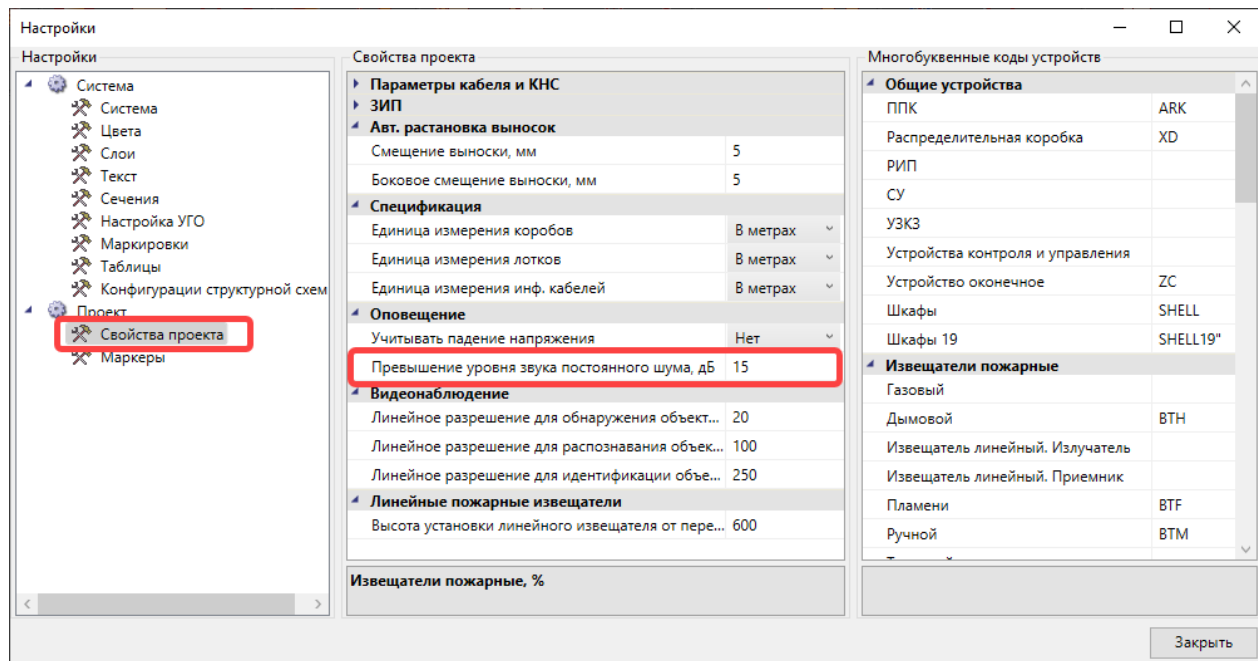 Настройки
Настройки
Система
Система
Цвета
Слои
Текст
Сечения
Настройка УГО
Маркировки
Таблицы
Конфигурации структурной схем
Проект
Свойства проекта
Маркеры
Свойства проекта
Параметры кабеля и КНС
ЗИП
Авт. растановка выносок
Смещение выноски, мм 5
Боковое смещение выноски, мм 5
Спецификация
Единица измерения коробов В метрах
Единица измерения лотков В метрах
Единица измерения инф. кабелей В метрах
Оповещение
Учитывать падение напряжения Нет
Превышение уровня звука постоянного шума, дБ 15
Видеонаблюдение
Линейное разрешение для обнаружения объект... 20
Линейное разрешение для распознавания объек... 100
Линейное разрешение для идентификации объе... 250
Линейные пожарные извещатели
Высота установки линейного извещателя от пере... 600
Извещатели пожарные, %
Многобуквенные коды устройств
Общие устройства
ППК ARK
Распределительная коробка XD
РИП
СУ
УЗКЗ
Устройства контроля и управления
Устройство оконечное ZC
Шкафы SHELL
Шкафы 19 SHELL19"
Извещатели пожарные
Газовый
Дымовой BTH
Извещатель линейный. Излучатель
Извещатель линейный. Приемник
Пламени BTF
Ручной BTM
Закрыть